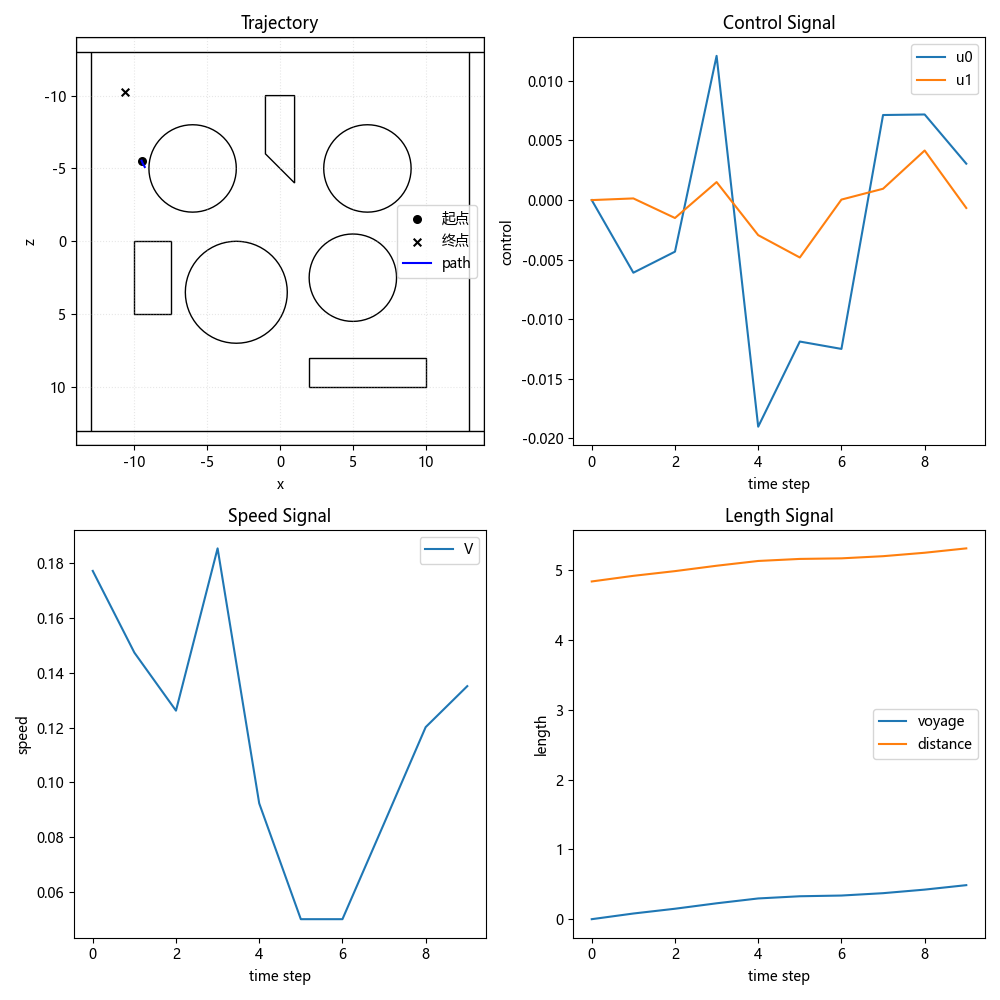 Trajectory
-10
-5
0
5
10
z
-10
-5
0
5
10
x
起点
终点
path
Control Signal
0.010
0.005
0.000
-0.005
-0.010
-0.015
-0.020
control
0
2
4
6
8
time step
u0
u1
Speed Signal
0.18
0.16
0.14
0.12
0.10
0.08
0.06
speed
0
2
4
6
8
time step
V
Length Signal
5
4
3
2
1
0
length
0
2
4
6
8
time step
voyage
distance